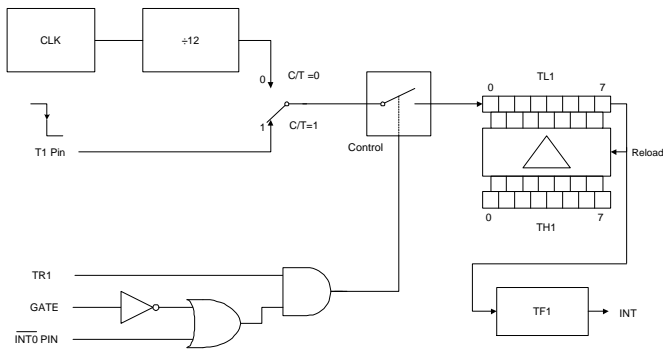 CLK
÷12
0
C/T =0
1
C/T=1
T1 Pin
Control
TL1
0 7
Reload
0 7
TH1
TR1
GATE
INT0 PIN
TF1
INT